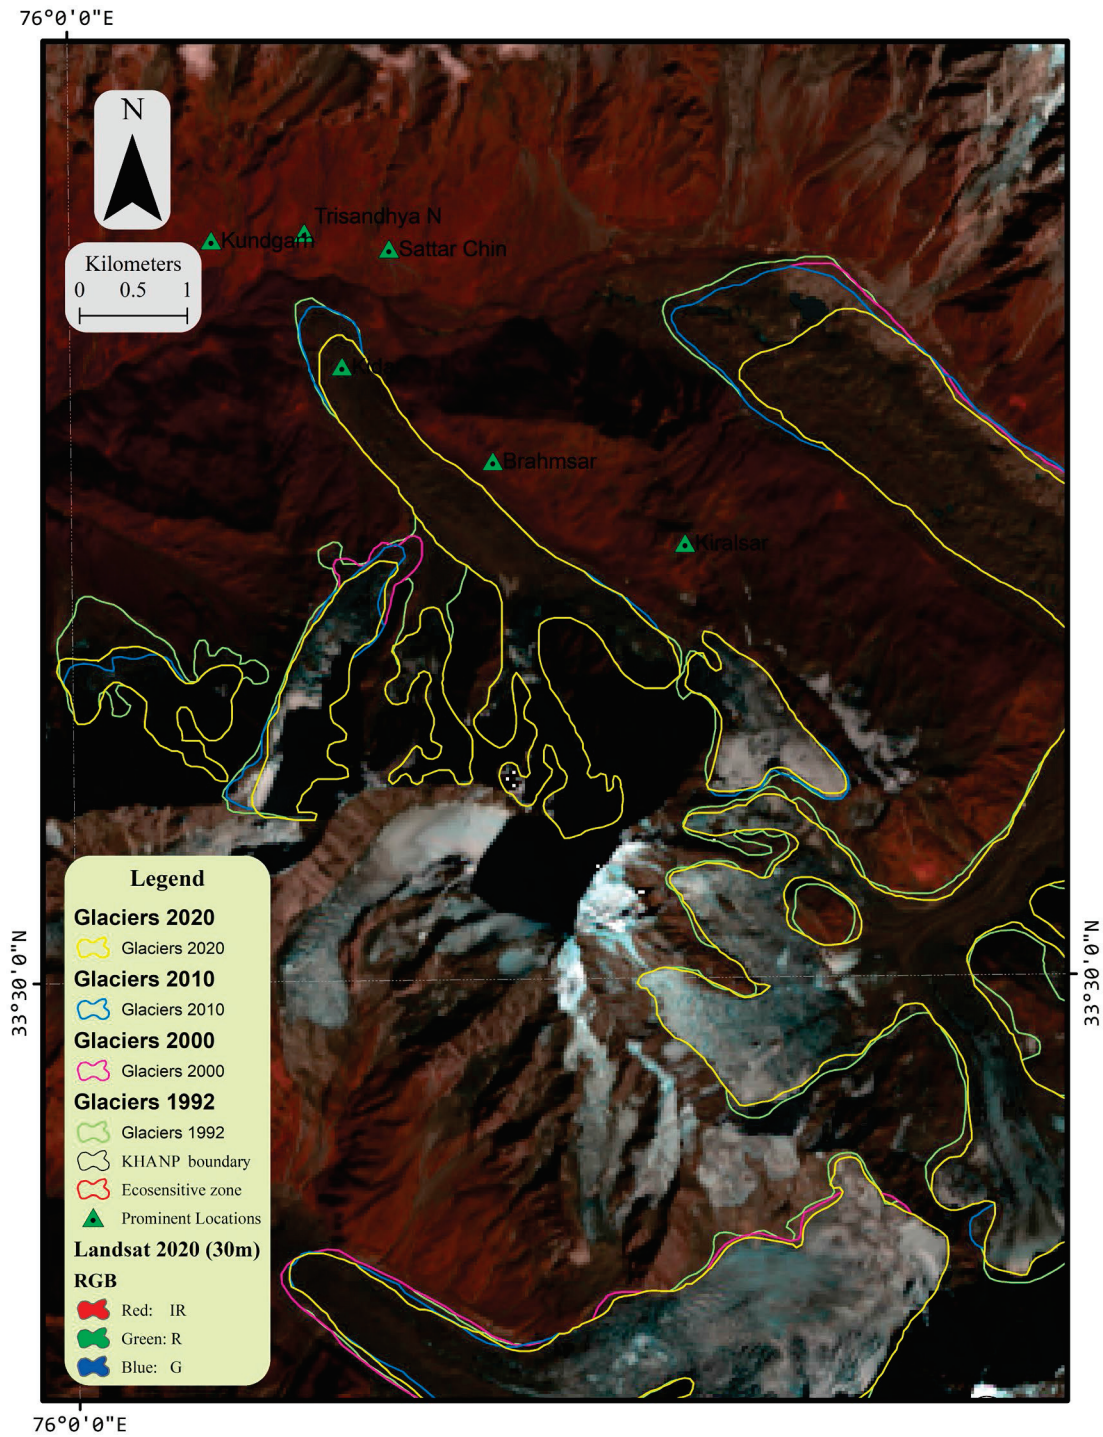 76°0'0"E
N
Trisandhya N
Kundgarh
Sattar Chin
Kilometers
0 0.5 1
Brahmsar
Kiralsar
33°30'0"N
33°30'0"N
Legend
Glaciers 2020
Glaciers 2020
Glaciers 2010
Glaciers 2010
Glaciers 2000
Glaciers 2000
Glaciers 1992
Glaciers 1992
KHANP boundary
Ecosensitive zone
Prominent Locations
Landsat 2020 (30m)
RGB
Red: IR
Green: R
Blue: G
76°0'0"E